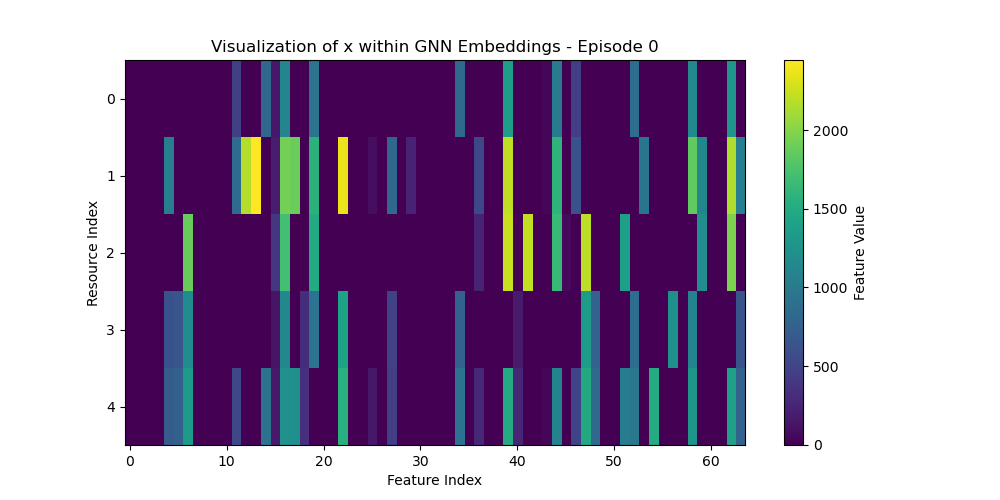 Visualization of x within GNN Embeddings - Episode 0
Resource Index
0
1
2
3
4
0 10 20 30 40 50 60
Feature Index
2000
1500
1000
500
0
Feature Value